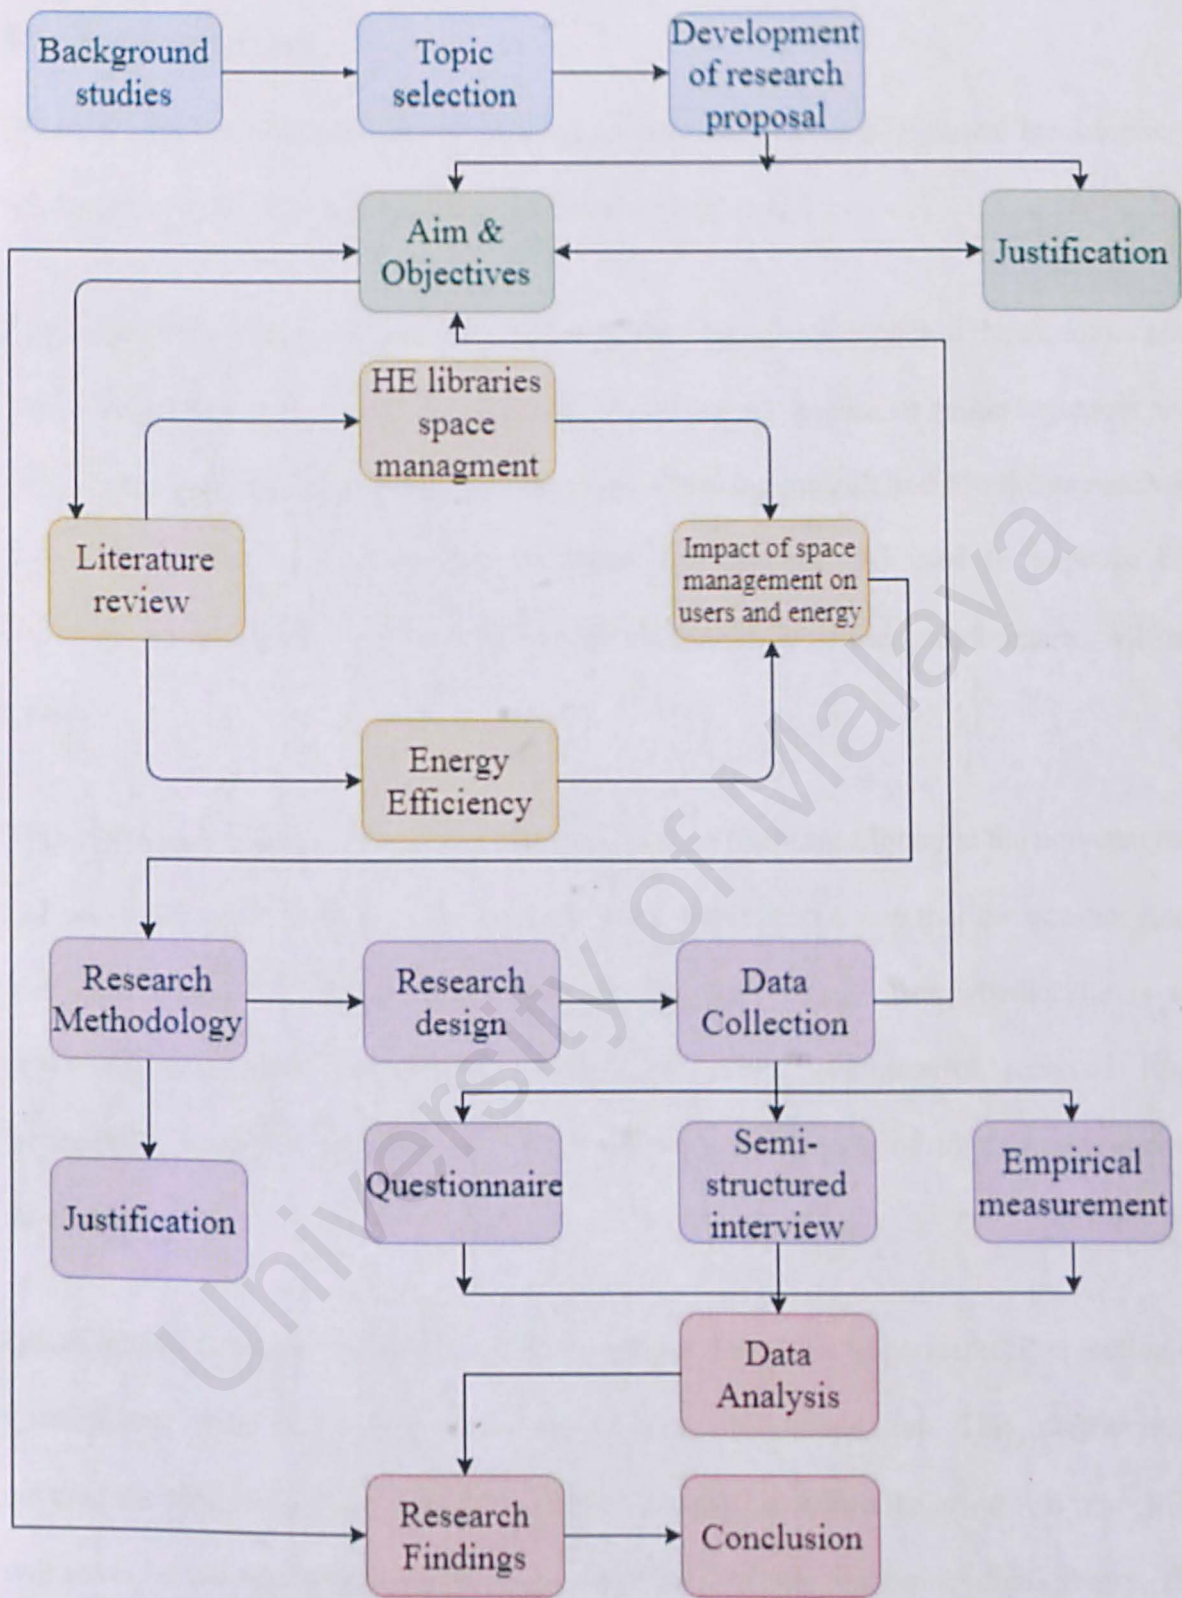 Background
studies
Topic
selection
Development
of research
proposal
Aim &
Objectives
Justification
HE libraries
space
managment
Literature
review
Impact of space
management on
users and energy
Energy
Efficiency
Research
Methodology
Research
design
Data
Collection
Justification
Questionnaire
Semi-
structured
interview
Empirical
measurement
Data
Analysis
Research
Findings
Conclusion
University of Malaya